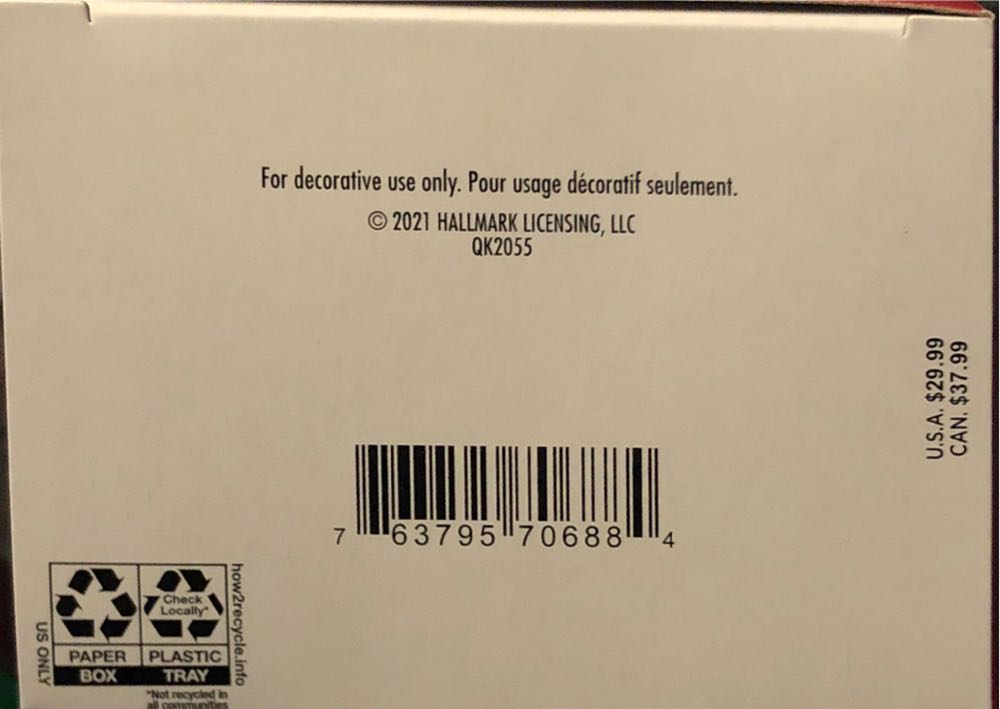 For decorative use only. Pour usage décoratif seulement.
© 2021 HALLMARK LICENSING, LLC
QK2055
U.S.A. $29.99
CAN. $37.99
7 63795 70688 4
US ONLY
Check
Locally*
PAPER
BOX
PLASTIC
TRAY
how2recycle.info
*Not recycled in
all communities